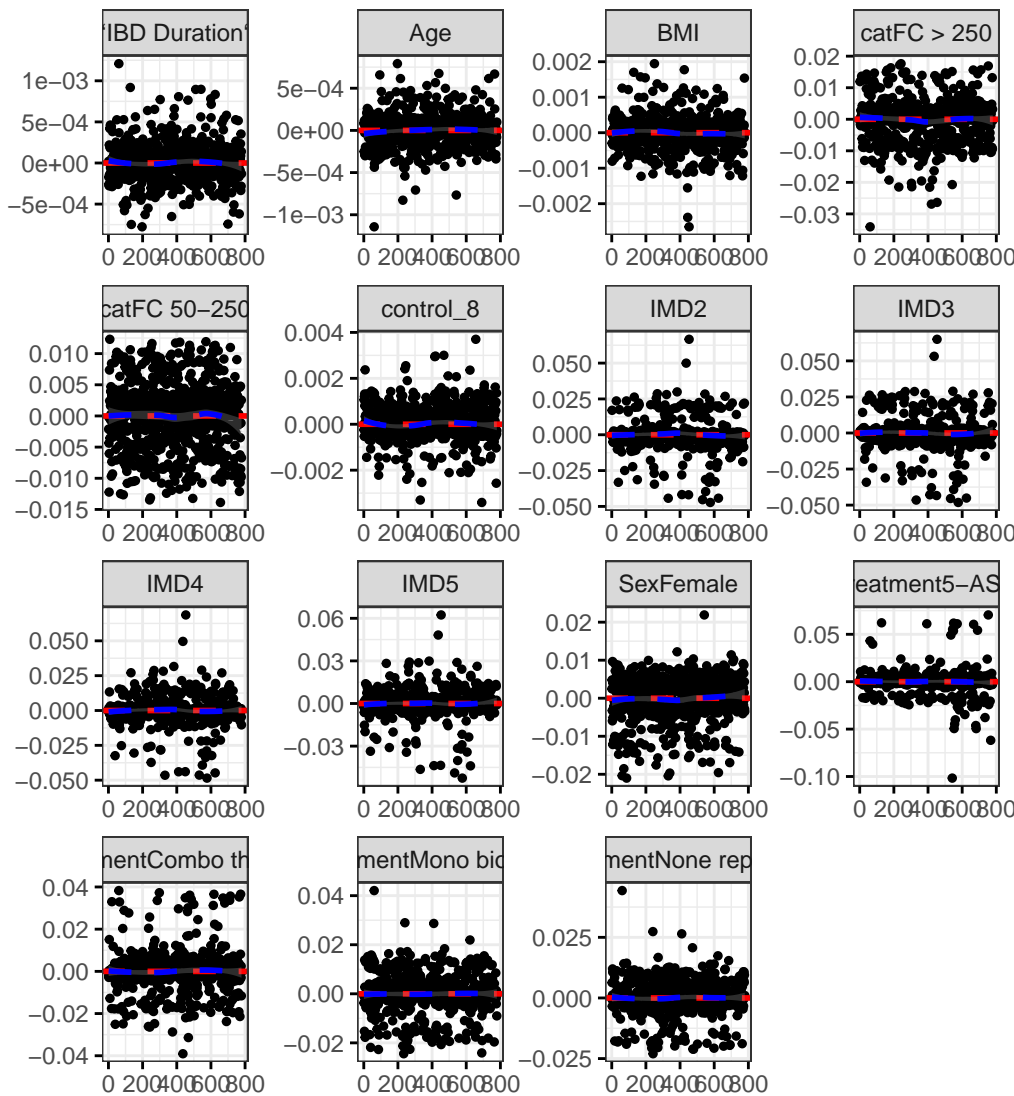 ‘IBD Duration‘
Age
BMI
catFC > 250
1e−03
5e−04
0e+00
−5e−04
5e−04
0e+00
−5e−04
−1e−03
0.002
0.001
0.000
−0.001
−0.002
0.02
0.01
0.00
−0.01
−0.02
−0.03
0 200 400 600 800
0 200 400 600 800
0 200 400 600 800
0 200 400 600 800
catFC 50−250
control_8
IMD2
IMD3
0.010
0.005
0.000
−0.005
−0.010
−0.015
0.004
0.002
0.000
−0.002
0.050
0.025
0.000
−0.025
−0.050
0.050
0.025
0.000
−0.025
−0.050
0 200 400 600 800
0 200 400 600 800
0 200 400 600 800
0 200 400 600 800
IMD4
IMD5
SexFemale
eatment5−AS
0.050
0.025
0.000
−0.025
−0.050
0.06
0.03
0.00
−0.03
0.02
0.01
0.00
−0.01
−0.02
0.05
0.00
−0.05
−0.10
0 200 400 600 800
0 200 400 600 800
0 200 400 600 800
0 200 400 600 800
mentCombo th
mentMono bio
mentNone rep
0.04
0.02
0.00
−0.02
−0.04
0.04
0.02
0.00
−0.02
0.025
0.000
−0.025
0 200 400 600 800
0 200 400 600 800
0 200 400 600 800